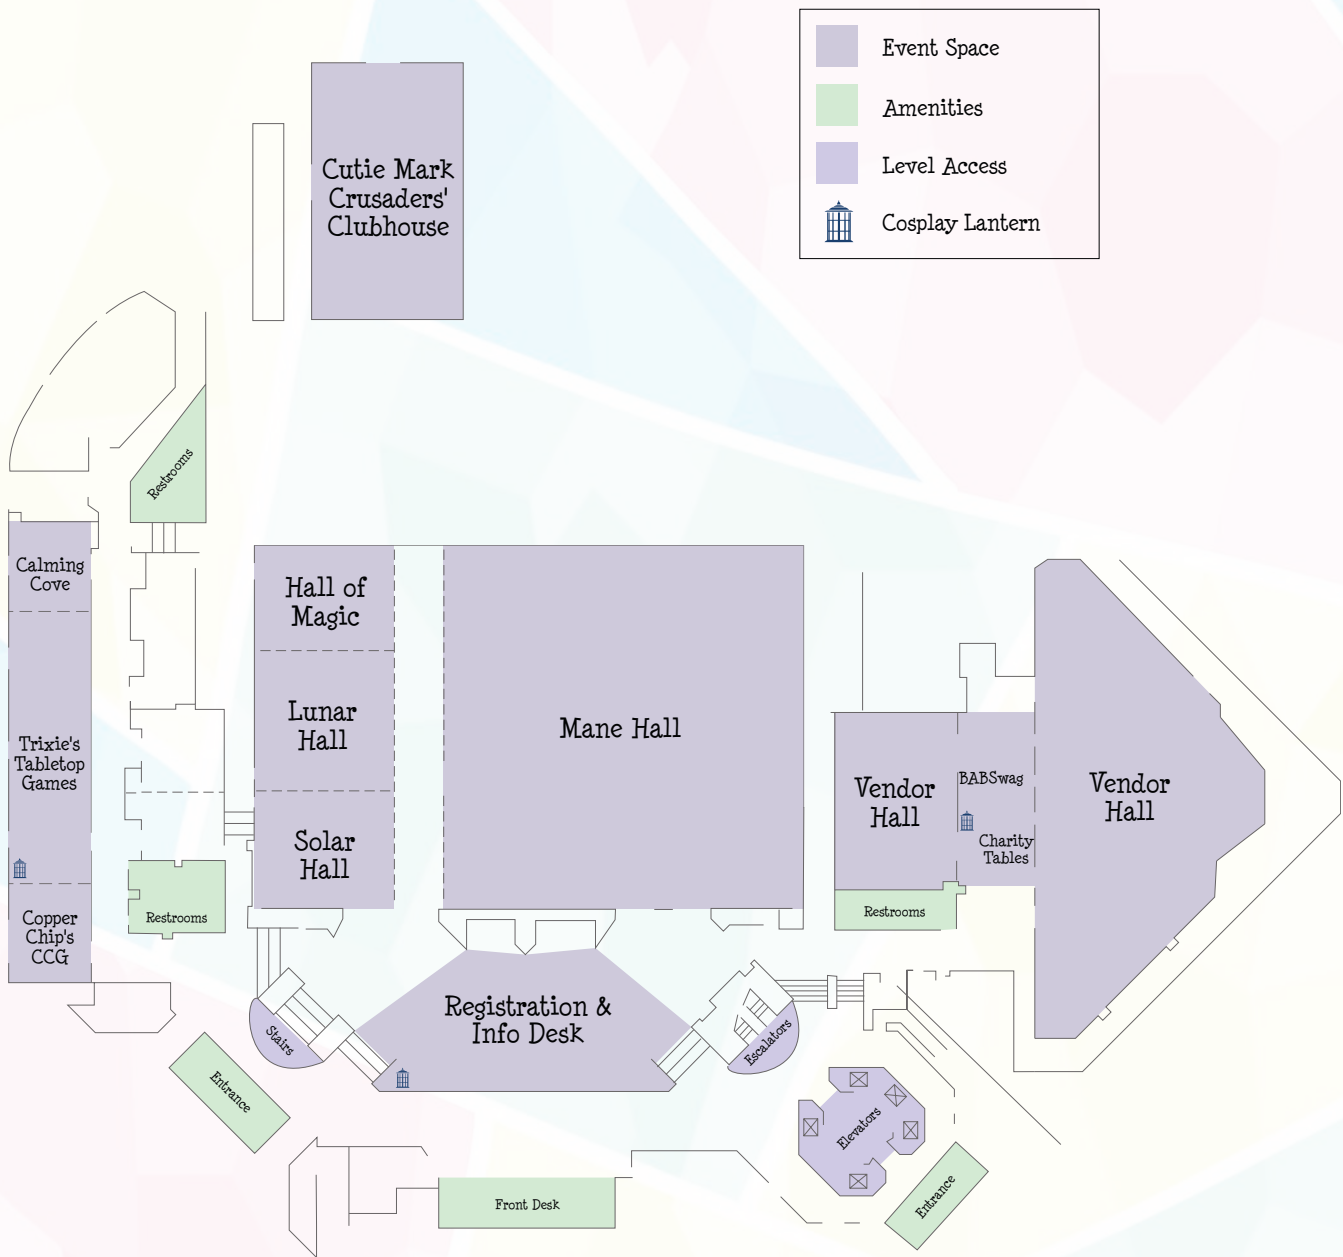 Event Space
Amenities
Level Access
Cosplay Lantern
Cutie Mark
Crusaders'
Clubhouse
Restrooms
Calming
Cove
Trixie's
Tabletop
Games
Copper
Chip's
CCG
Restrooms
Hall of
Magic
Lunar
Hall
Solar
Hall
Mane Hall
Vendor
Hall
BABSwag
Charity
Tables
Vendor
Hall
Restrooms
Registration &
Info Desk
Stairs
Escalators
Entrance
Elevators
Entrance
Front Desk